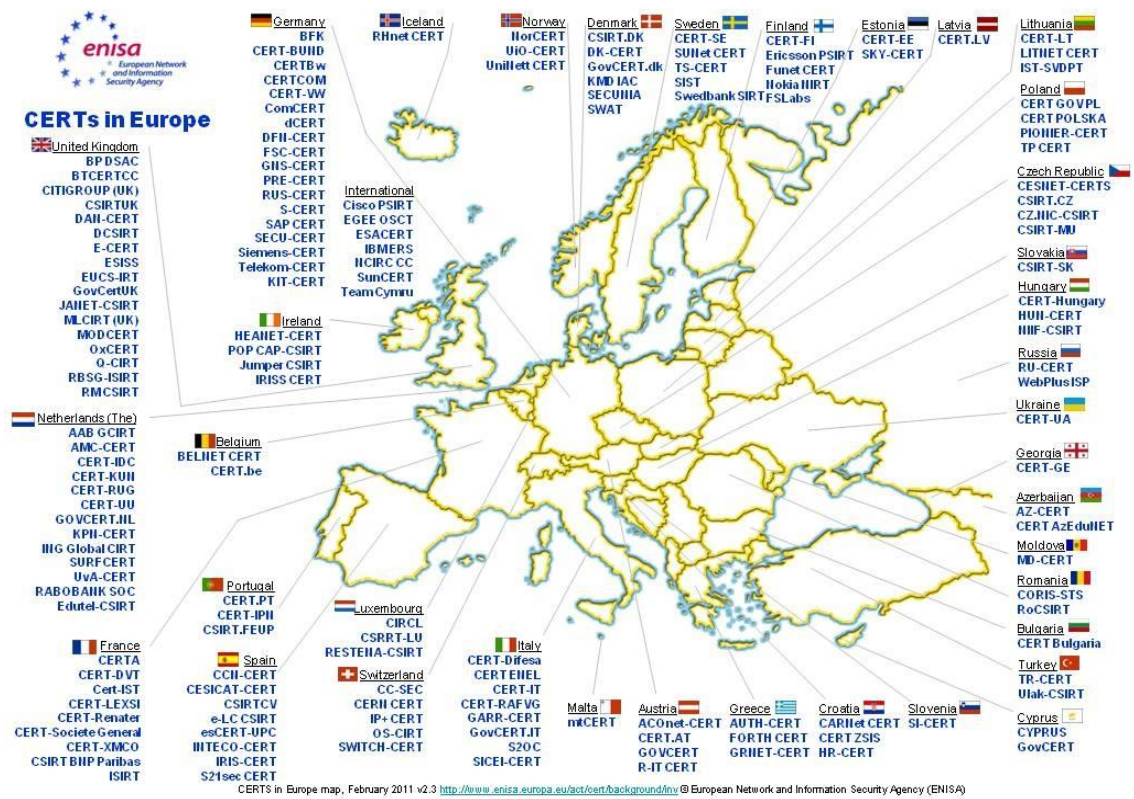 enisa
European Network
and Information
Security Agency
CERTs in Europe
United Kingdom
BP DSAC
BTCERTCC
CITIGROUP (UK)
CSIRTUK
DAN-CERT
DCSIRT
E-CERT
ESISS
EUCS-IRT
GovCertUK
JANET-CSIRT
MLCIRT (UK)
MODCERT
OxCERT
Q-CIRT
RBSG-ISIRT
RMCSIRT
Germany
BFK
CERT-BUND
CERTBw
CERTCOM
CERT-VW
ComCERT
dCERT
DFN-CERT
FSC-CERT
GNS-CERT
PRE-CERT
RUS-CERT
S-CERT
SAP CERT
SECU-CERT
Siemens-CERT
Telekom-CERT
KIT-CERT
Iceland
RHnet CERT
International
Cisco PSIRT
EGEE OSCT
ESACERT
IBMERS
NCIRC CC
SunCERT
Team Cymru
Norway
NorCERT
UiO-CERT
UniNett CERT
Denmark
CSIRT.DK
DK-CERT
GovCERT.dk
KMD IAC
SECUNIA
SWAT
Sweden
CERT-SE
SUNet CERT
TS-CERT
SIST
Swedbank SIRT
Finland
CERT-FI
Ericsson PSIRT
Funet CERT
Nokia NIRT
FSLabs
Estonia
CERT-EE
SKY-CERT
Latvia
CERT.LV
Lithuania
CERT-LT
LITNET CERT
IST-SVDPT
Poland
CERT GOV PL
CERT POLSKA
PIONIER-CERT
TP CERT
Czech Republic
CESNET-CERTS
CSIRT.CZ
CZ.NIC-CSIRT
CSIRT-MU
Slovakia
CSIRT-SK
Hungary
CERT-Hungary
HUN-CERT
NIIF-CSIRT
Russia
RU-CERT
WebPlus ISP
Ukraine
CERT-UA
Georgia
CERT-GE
Azerbaijan
AZ-CERT
CERT AzEduNET
Moldova
MD-CERT
Romania
CORIS-STS
RoCSIRT
Bulgaria
CERT Bulgaria
Turkey
TR-CERT
Ulak-CSIRT
Cyprus
CYPRUS
GovCERT
Ireland
HEANET-CERT
POP CAP-CSIRT
Jumper CSIRT
IRISS CERT
Netherlands (The)
AAB GCIRT
AMC-CERT
CERT-IDC
CERT-KUN
CERT-RUG
CERT-UU
GOVCERT.NL
KPN-CERT
ING Global CIRT
SURFCERT
UvA-CERT
RABOBANK SOC
Edutel-CSIRT
Belgium
BELNET CERT
CERT.be
Portugal
CERT.PT
CERT-IPN
CSIRT.FEUP
Luxembourg
CIRCL
CSRRT-LU
RESTENA-CSIRT
France
CERTA
CERT-DVT
Cert-IST
CERT-LEXSI
CERT-Renater
CERT-Societe General
CERT-XMCO
CSIRT BNP Paribas
ISIRT
Spain
CCN-CERT
CESICAT-CERT
CSIRTCV
e-LC CSIRT
esCERT-UPC
INTECO-CERT
IRIS-CERT
S21sec CERT
Switzerland
CC-SEC
CERN CERT
IP+ CERT
OS-CIRT
SWITCH-CERT
Italy
CERT-Difesa
CERT ENEL
CERT-IT
CERT-RAFVG
GARR-CERT
GovCERT.IT
S2OC
SICEI-CERT
Malta
mtCERT
Austria
ACOnet-CERT
CERT.AT
GOVCERT
R-IT CERT
Greece
AUTH-CERT
FORTH CERT
GRNET-CERT
Croatia
CARNet CERT
CERT ZSIS
HR-CERT
Slovenia
SI-CERT
CERTS in Europe map, February 2011 v2.3 http://www.enisa.europa.eu/act/cert/background/inv @ European Network and Information Security Agency (ENISA)